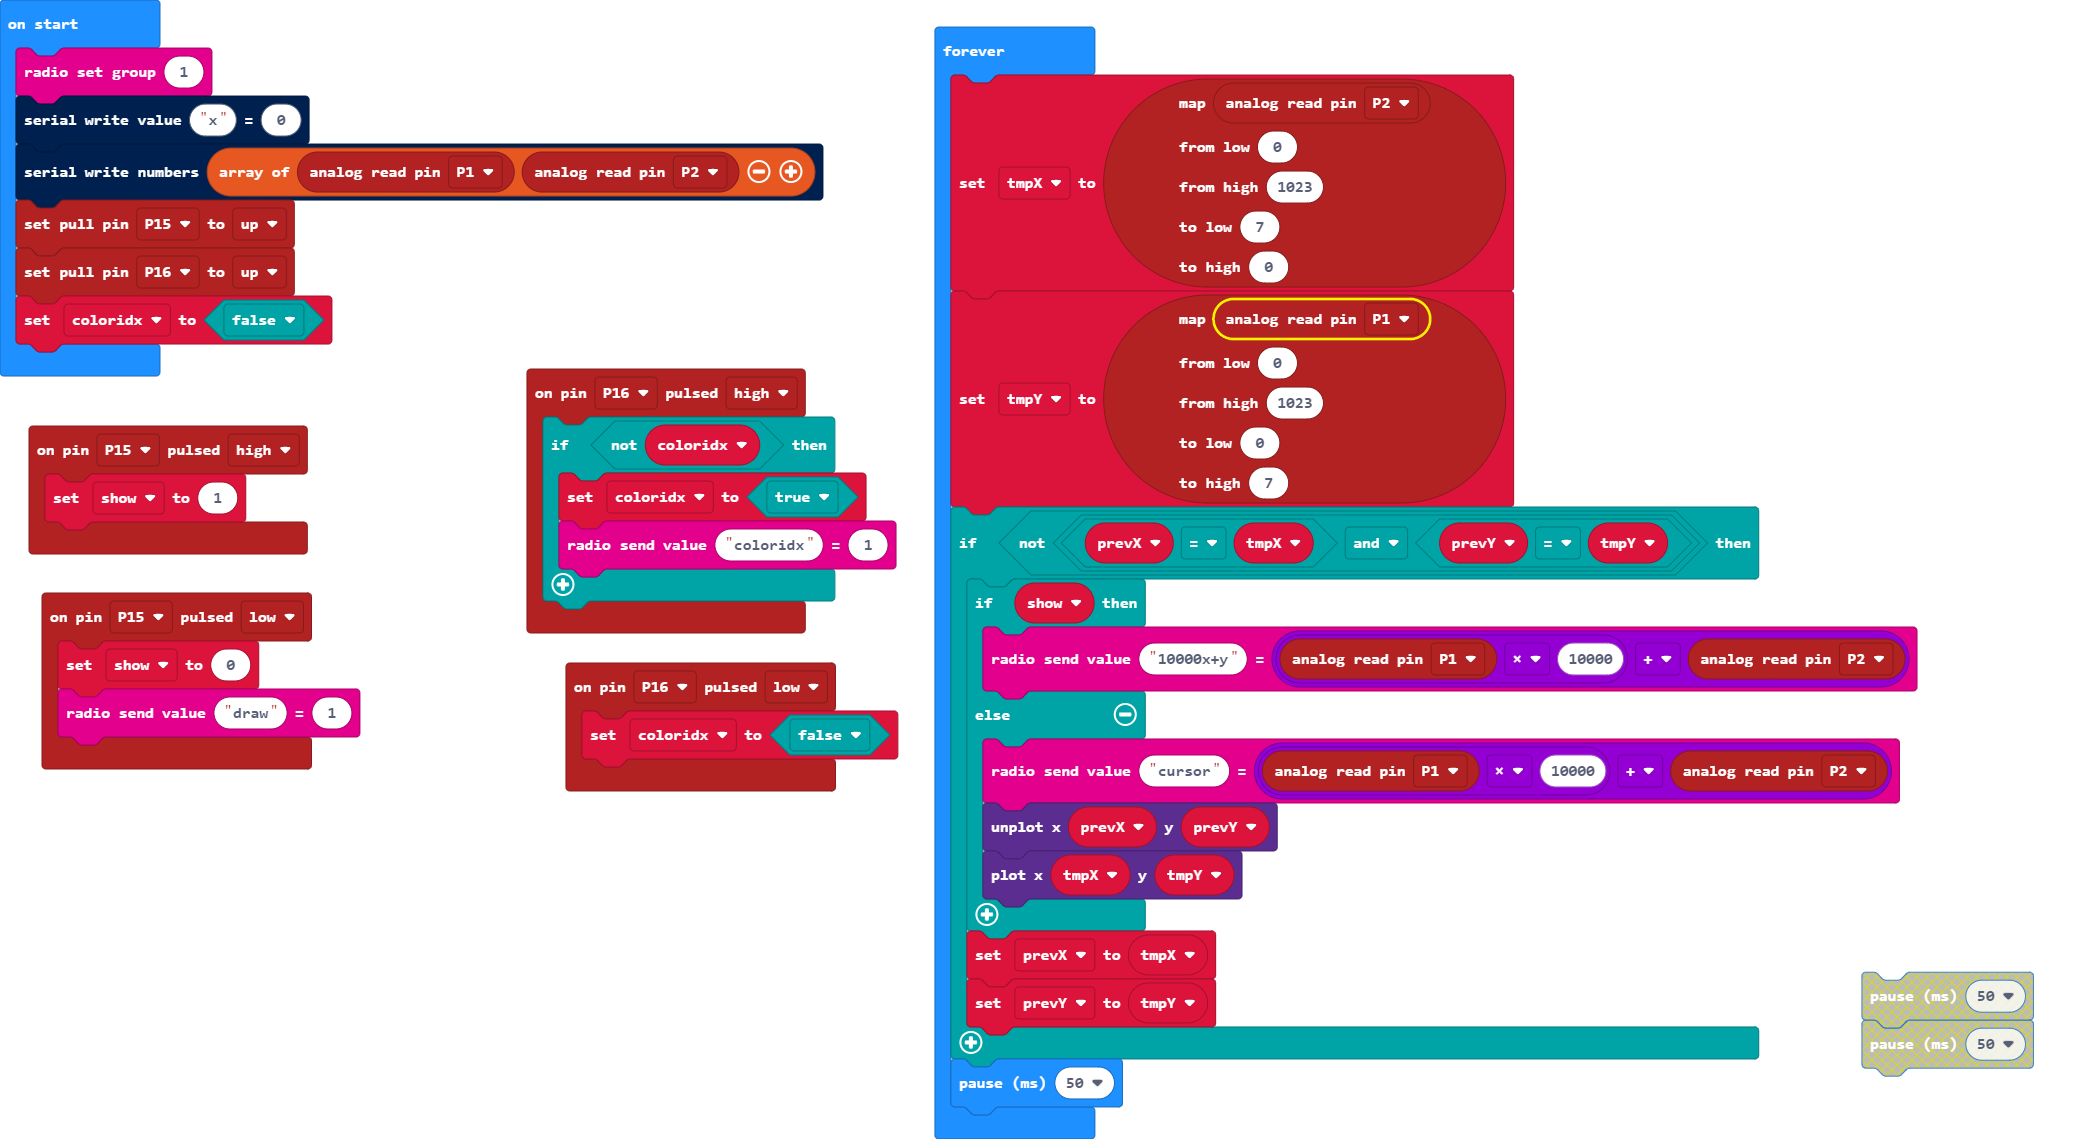 on start
radio set group 1
serial write value "x" = 0
serial write numbers array of analog read pin P1 analog read pin P2
set pull pin P15 to up
set pull pin P16 to up
set coloridx to false
on pin P15 pulsed high
set show to 1
on pin P15 pulsed low
set show to 0
radio send value "draw" = 1
on pin P16 pulsed high
if not coloridx then
set coloridx to true
radio send value "coloridx" = 1
on pin P16 pulsed low
set coloridx to false
forever
set tmpX to
map analog read pin P2
from low 0
from high 1023
to low 7
to high 0
set tmpY to
map analog read pin P1
from low 0
from high 1023
to low 0
to high 7
if not prevX = tmpX and prevY = tmpY then
if show then
radio send value "10000x+y" = analog read pin P1 × 10000 + analog read pin P2
else
radio send value "cursor" = analog read pin P1 × 10000 + analog read pin P2
unplot x prevX y prevY
plot x tmpX y tmpY
set prevX to tmpX
set prevY to tmpY
pause (ms) 50
pause (ms) 50
pause (ms) 50